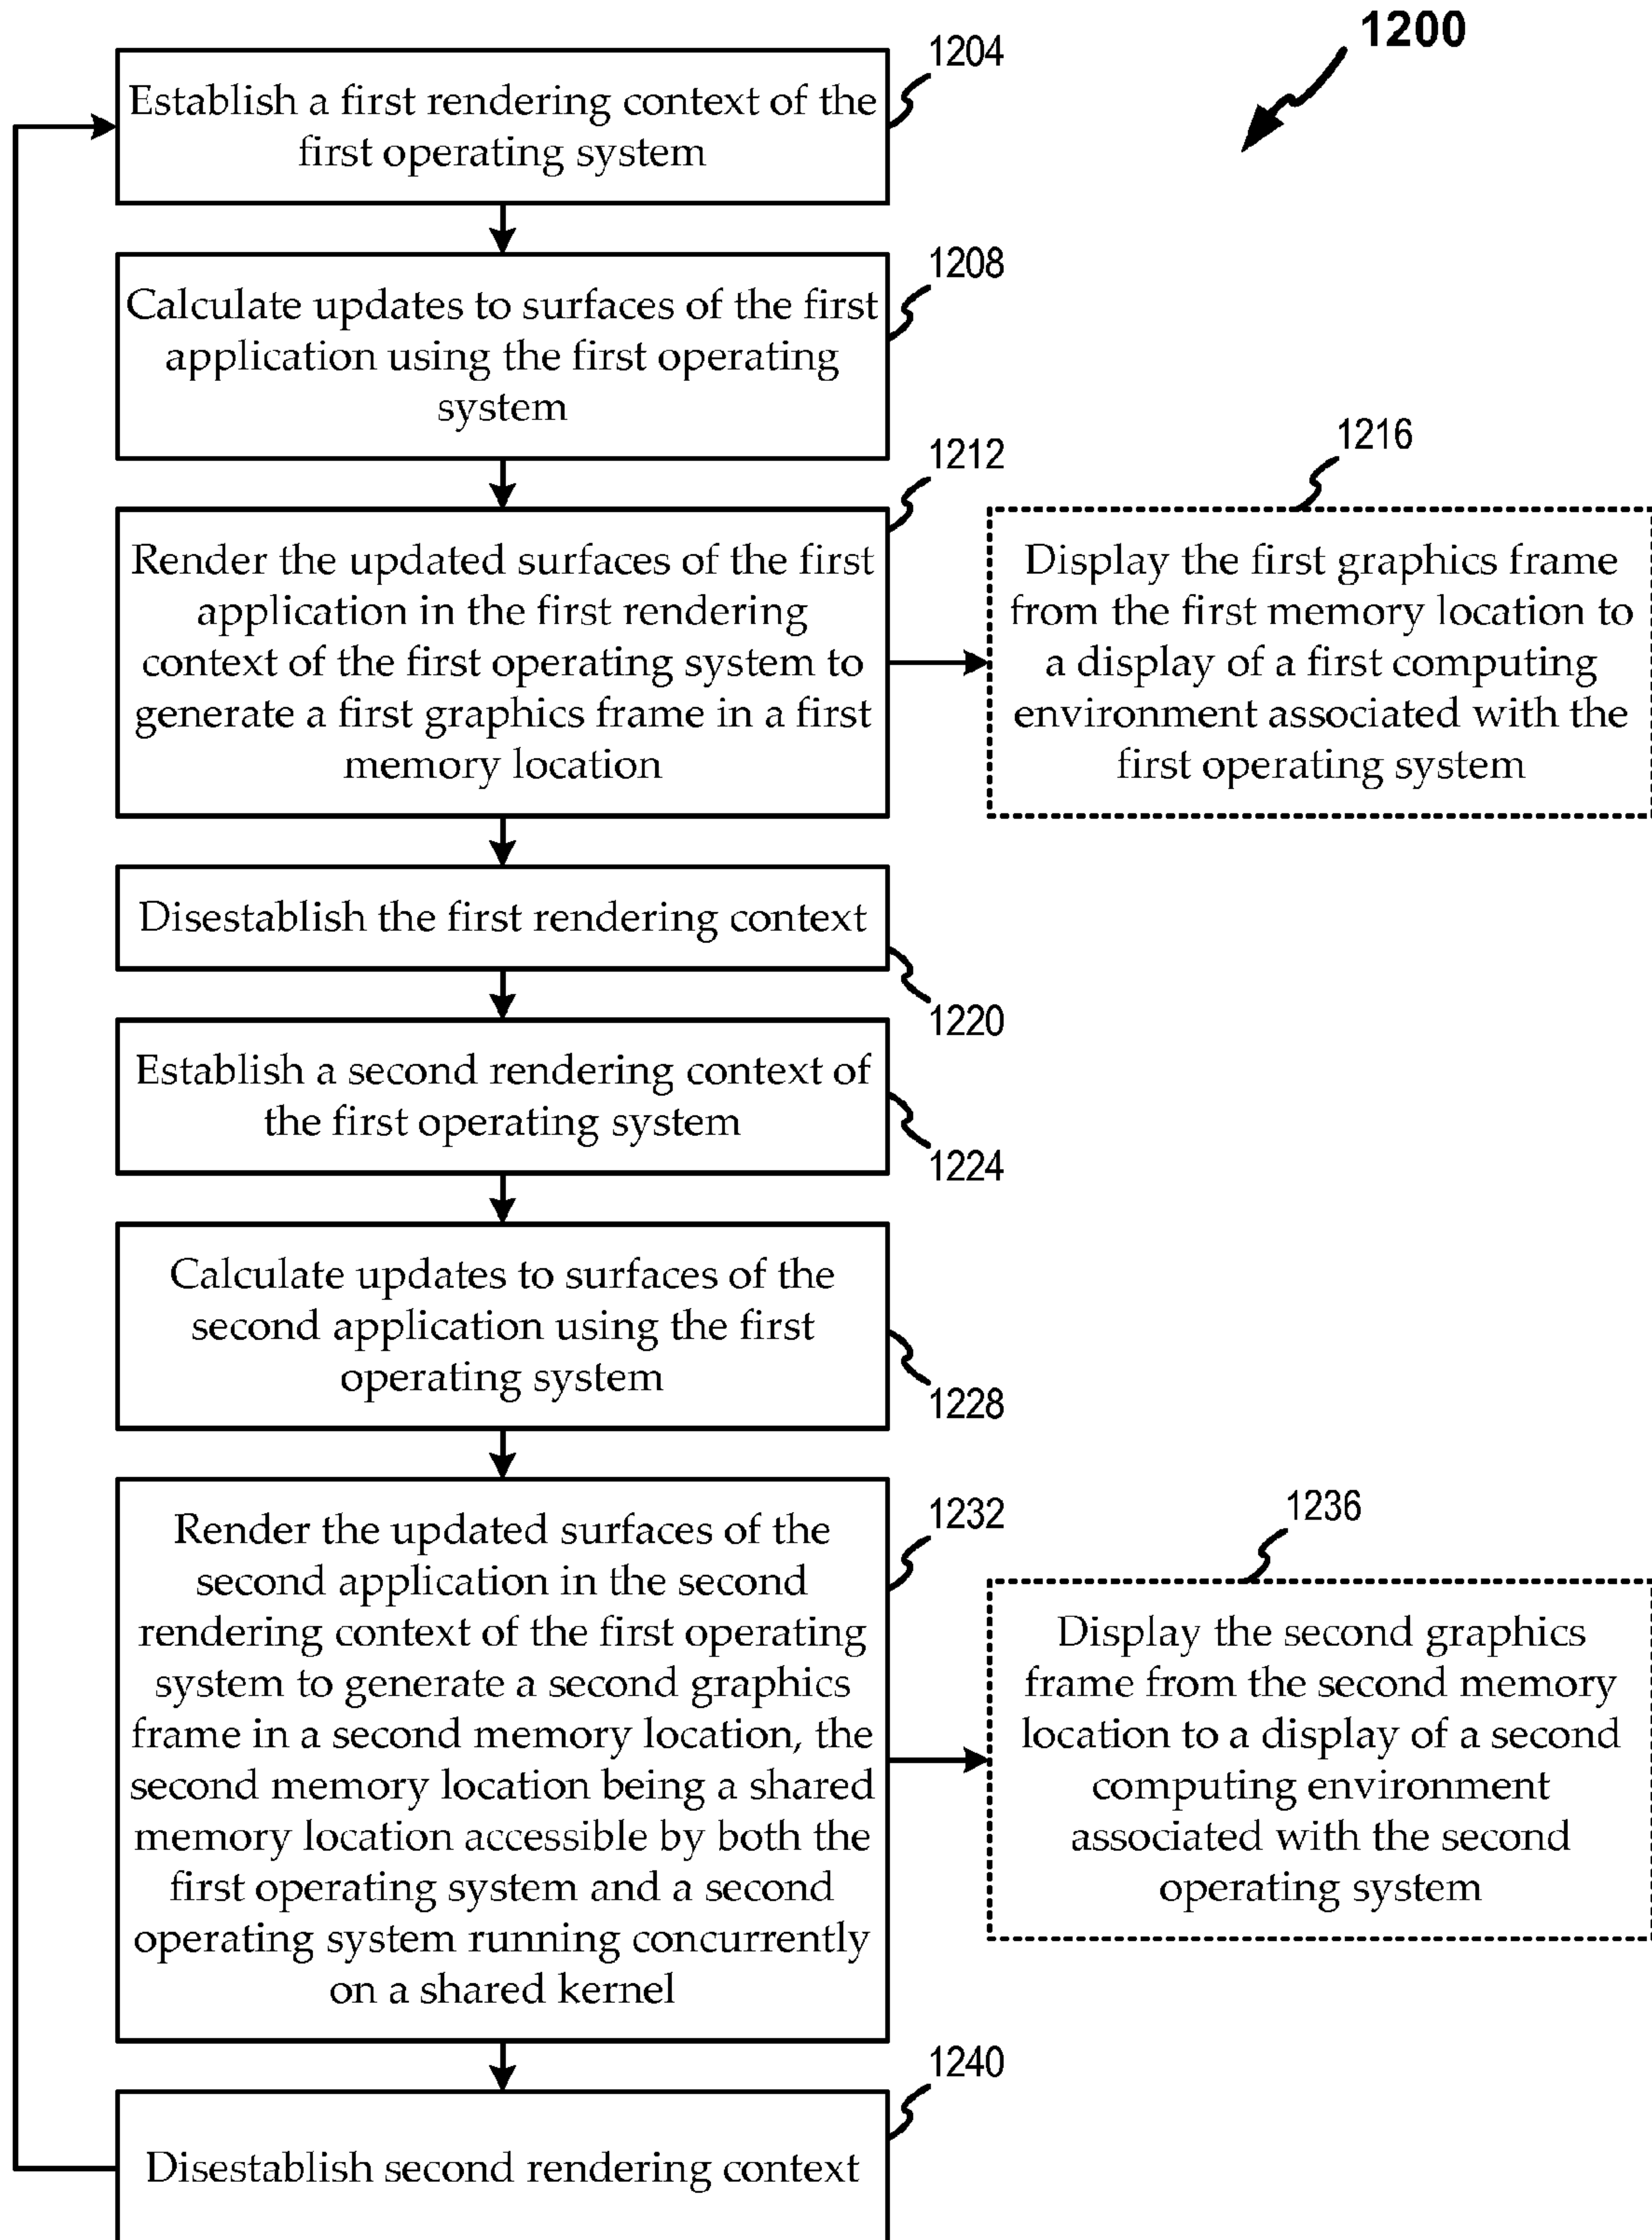 1200
1204
Establish a first rendering context of the
first operating system
1208
Calculate updates to surfaces of the first
application using the first operating
system
1212
Render the updated surfaces of the first
application in the first rendering
context of the first operating system to
generate a first graphics frame in a first
memory location
1216
Display the first graphics frame
from the first memory location to
a display of a first computing
environment associated with the
first operating system
Disestablish the first rendering context
1220
Establish a second rendering context of
the first operating system
1224
Calculate updates to surfaces of the
second application using the first
operating system
1228
1232
Render the updated surfaces of the
second application in the second
rendering context of the first operating
system to generate a second graphics
frame in a second memory location, the
second memory location being a shared
memory location accessible by both the
first operating system and a second
operating system running concurrently
on a shared kernel
1236
Display the second graphics
frame from the second memory
location to a display of a second
computing environment
associated with the second
operating system
1240
Disestablish second rendering context